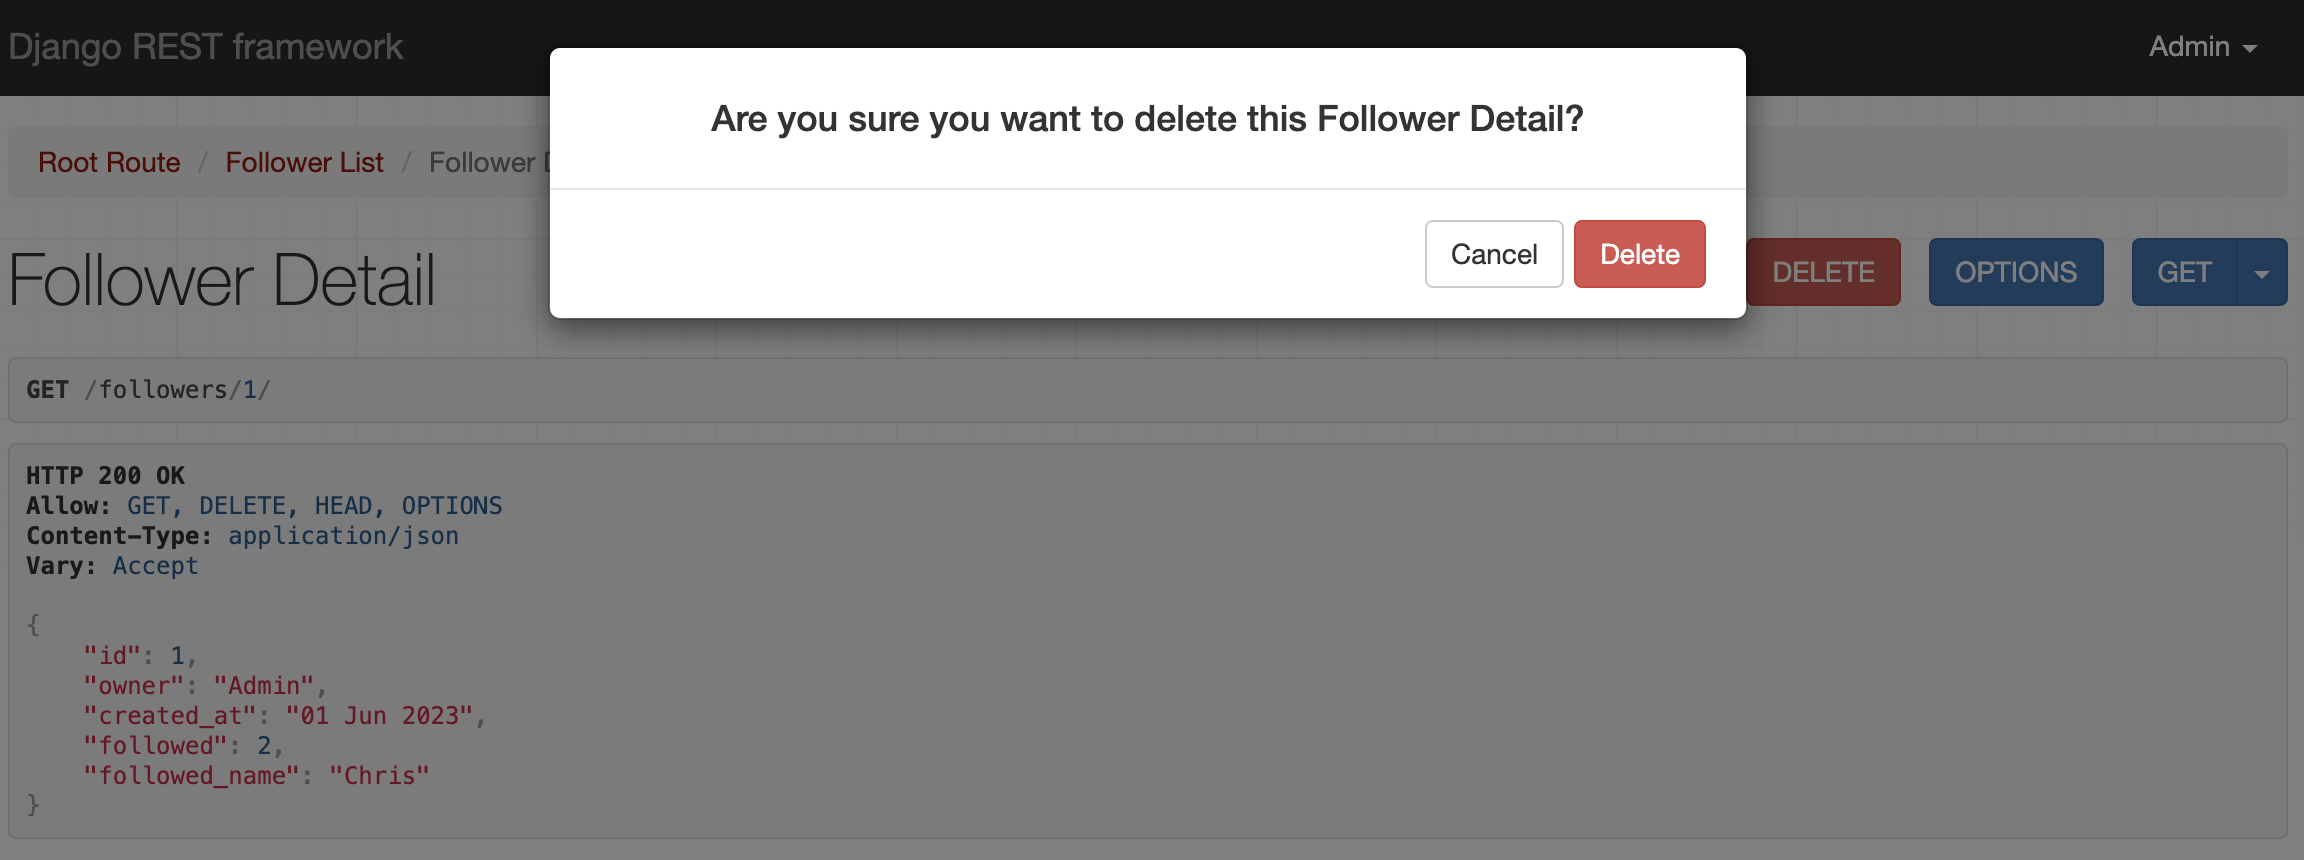 Django REST framework
Admin
Are you sure you want to delete this Follower Detail?
Root Route / Follower List / Follower
Cancel Delete
Follower Detail
DELETE OPTIONS GET
GET /followers/1/
HTTP 200 OK
Allow: GET, DELETE, HEAD, OPTIONS
Content-Type: application/json
Vary: Accept
{
    "id": 1,
    "owner": "Admin",
    "created_at": "01 Jun 2023",
    "followed": 2,
    "followed_name": "Chris"
}